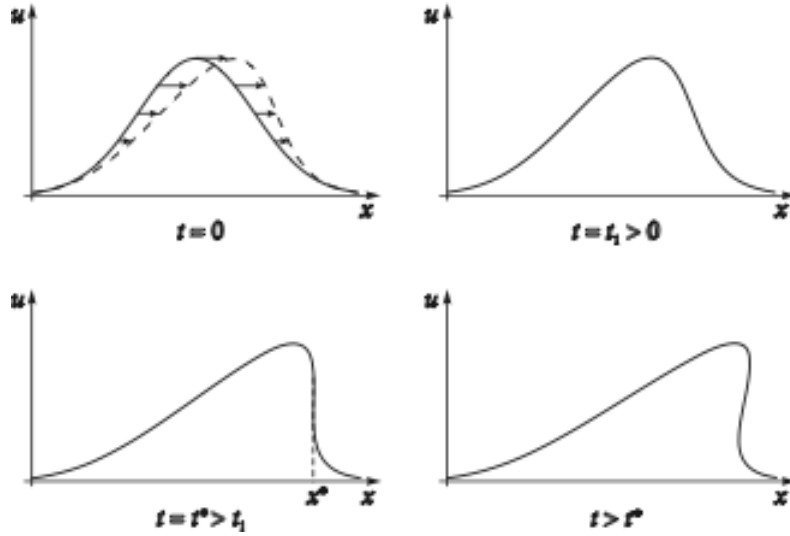 u
u
x
x
t = 0
t = t₁ > 0
u
u
x*
x
x
t = t* > t₁
t > t*